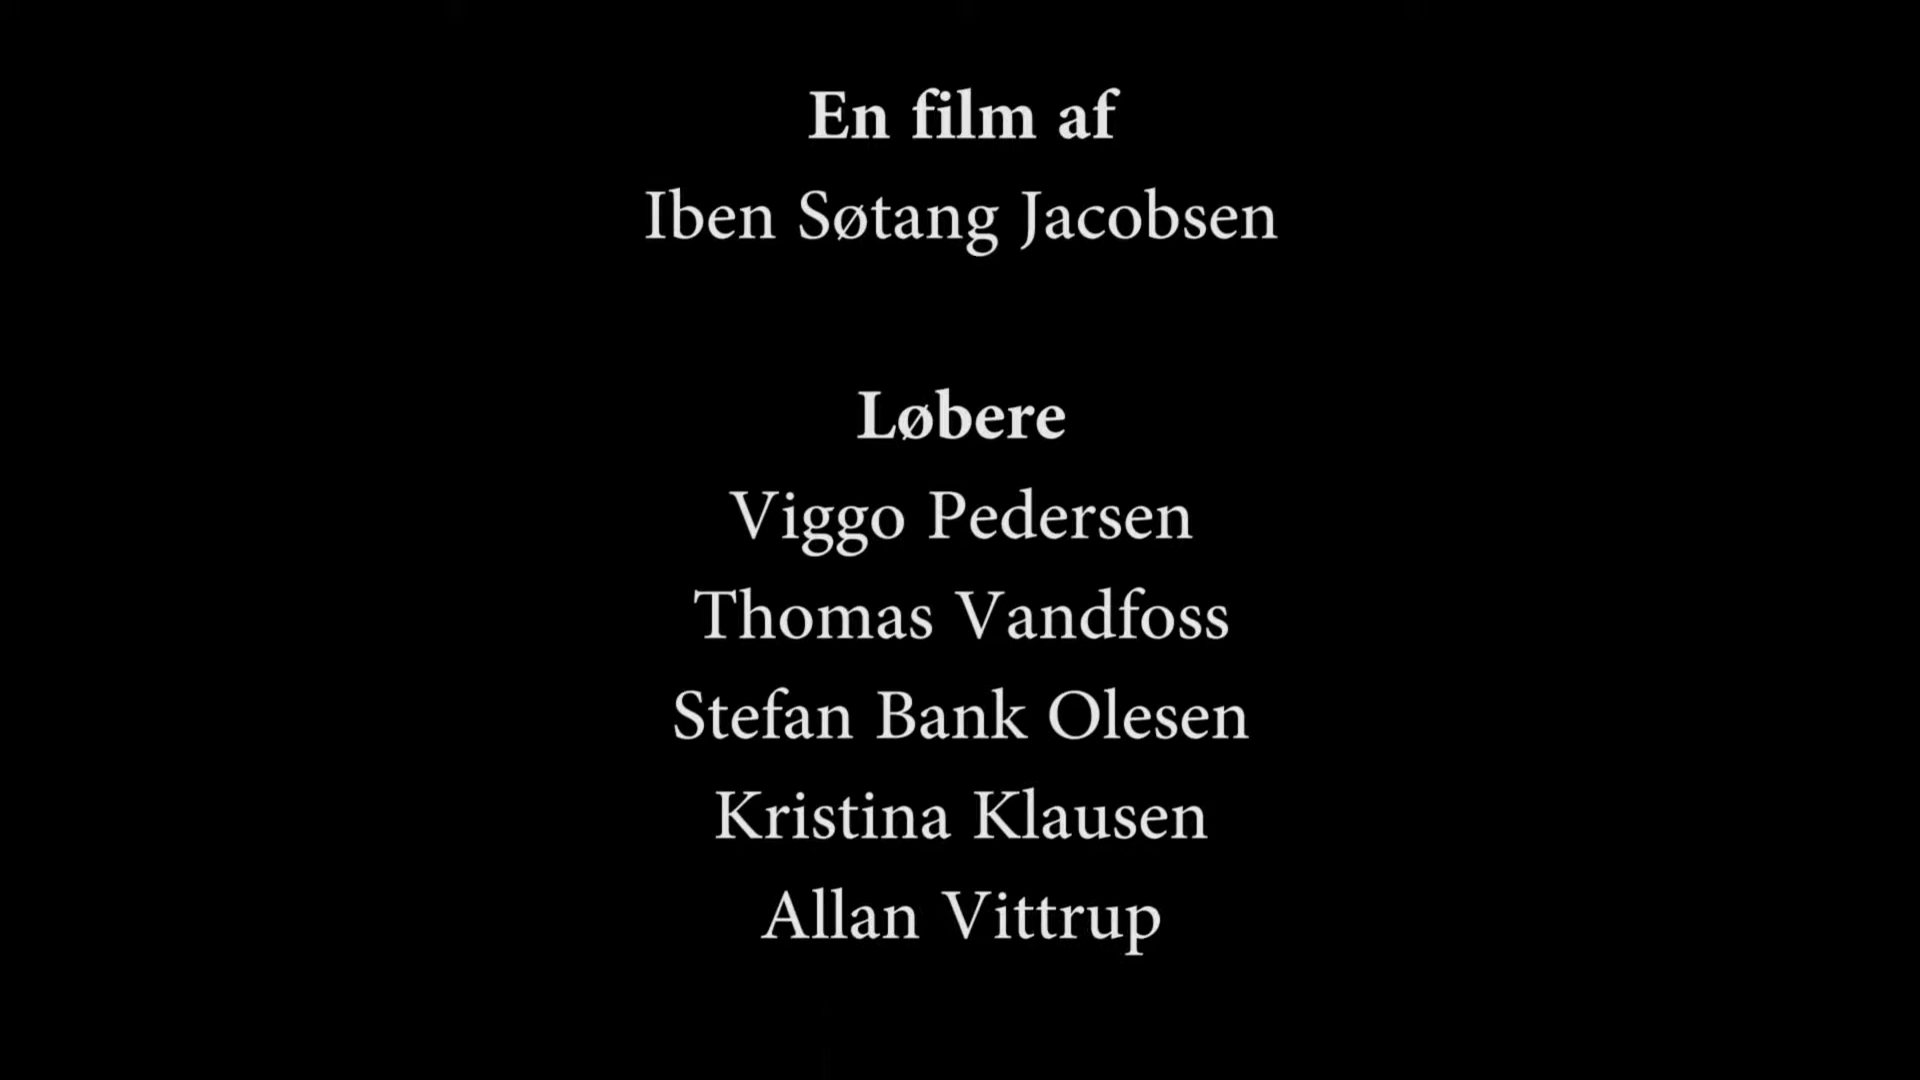 En film af
Iben Søtang Jacobsen
Løbere
Viggo Pedersen
Thomas Vandfoss
Stefan Bank Olesen
Kristina Klausen
Allan Vittrup